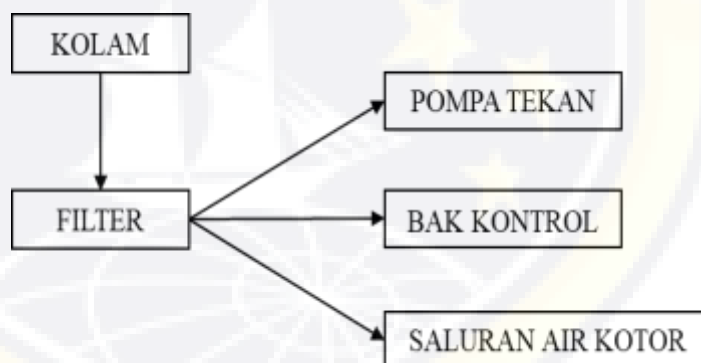 KOLAM
POMPA TEKAN
FILTER
BAK KONTROL
SALURAN AIR KOTOR